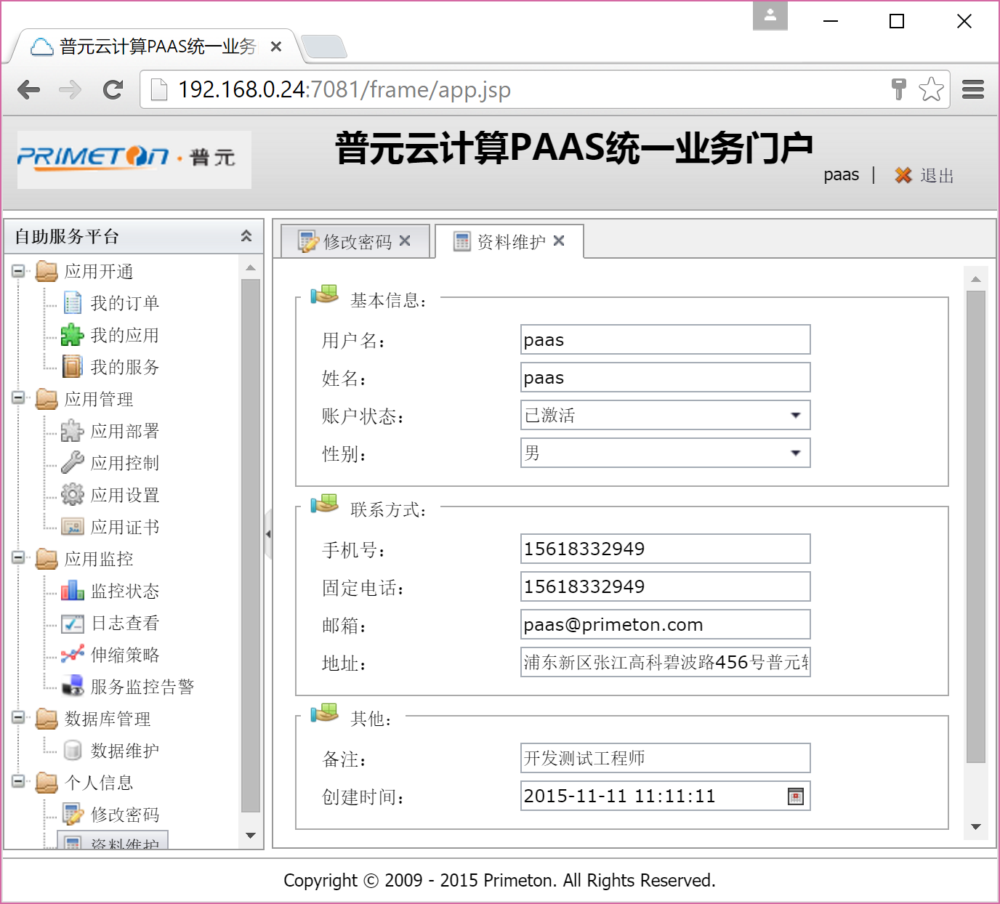 普元云计算PAAS统一业务
192.168.0.24:7081/frame/app.jsp
PRIMETON·普元
普元云计算PAAS统一业务门户
paas | 退出
自助服务平台
应用开通
我的订单
我的应用
我的服务
应用管理
应用部署
应用控制
应用设置
应用证书
应用监控
监控状态
日志查看
伸缩策略
服务监控告警
数据库管理
数据维护
个人信息
修改密码
资料维护
修改密码
资料维护
基本信息：
用户名： paas
姓名： paas
账户状态： 已激活
性别： 男
联系方式：
手机号： 15618332949
固定电话： 15618332949
邮箱： paas@primeton.com
地址： 浦东新区张江高科碧波路456号普元
其他：
备注： 开发测试工程师
创建时间： 2015-11-11 11:11:11
Copyright © 2009 - 2015 Primeton. All Rights Reserved.